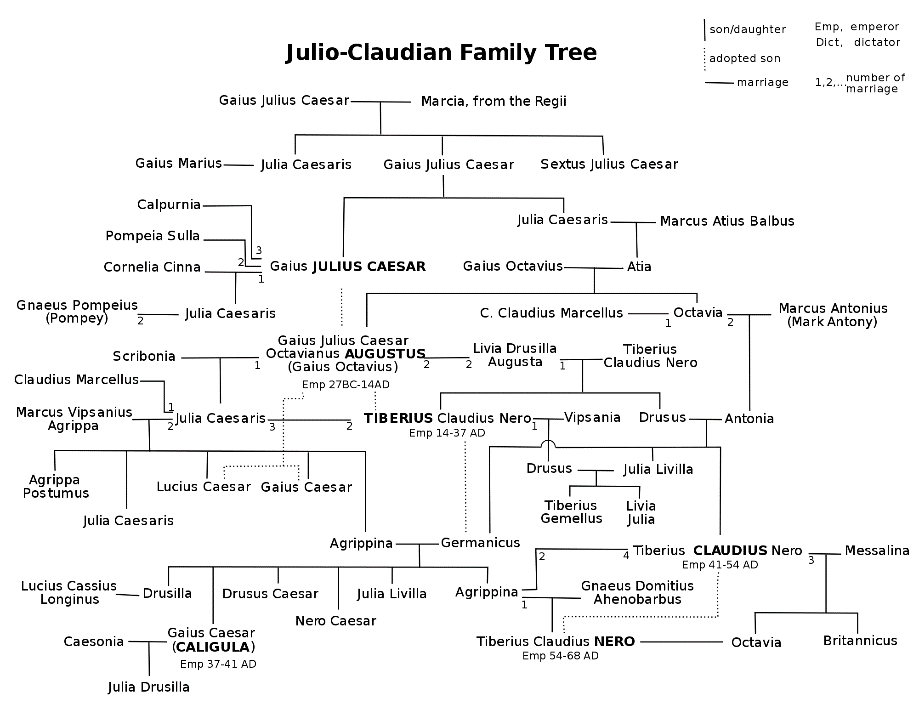 Julio-Claudian Family Tree
son/daughter
adopted son
marriage
Emp, emperor
Dict, dictator
1,2,... number of
marriage
Gaius Julius Caesar
Marcia, from the Regii
Gaius Marius
Julia Caesaris
Gaius Julius Caesar
Sextus Julius Caesar
Calpurnia
3
Julia Caesaris
Marcus Atius Balbus
Pompeia Sulla
2
Cornelia Cinna
1
Gaius JULIUS CAESAR
Gaius Octavius
Atia
Gnaeus Pompeius
(Pompey)
2
Julia Caesaris
C. Claudius Marcellus
1
Octavia
2
Marcus Antonius
(Mark Antony)
Scribonia
1
Gaius Julius Caesar
Octavianus AUGUSTUS
(Gaius Octavius)
Emp 27BC-14AD
2
2
Livia Drusilla
Augusta
1
Tiberius
Claudius Nero
Claudius Marcellus
1
Marcus Vipsanius
Agrippa
2
Julia Caesaris
3
2
TIBERIUS Claudius Nero
Emp 14-37 AD
1
Vipsania
Drusus
Antonia
Agrippa
Postumus
Julia Caesaris
Lucius Caesar
Gaius Caesar
Drusus
Julia Livilla
Tiberius
Gemellus
Livia
Julia
Agrippina
Germanicus
2
4
Tiberius CLAUDIUS Nero
Emp 41-54 AD
3
Messalina
Lucius Cassius
Longinus
Drusilla
Drusus Caesar
Nero Caesar
Julia Livilla
Agrippina
1
Gnaeus Domitius
Ahenobarbus
Caesonia
Gaius Caesar
(CALIGULA)
Emp 37-41 AD
Tiberius Claudius NERO
Emp 54-68 AD
Octavia
Britannicus
Julia Drusilla